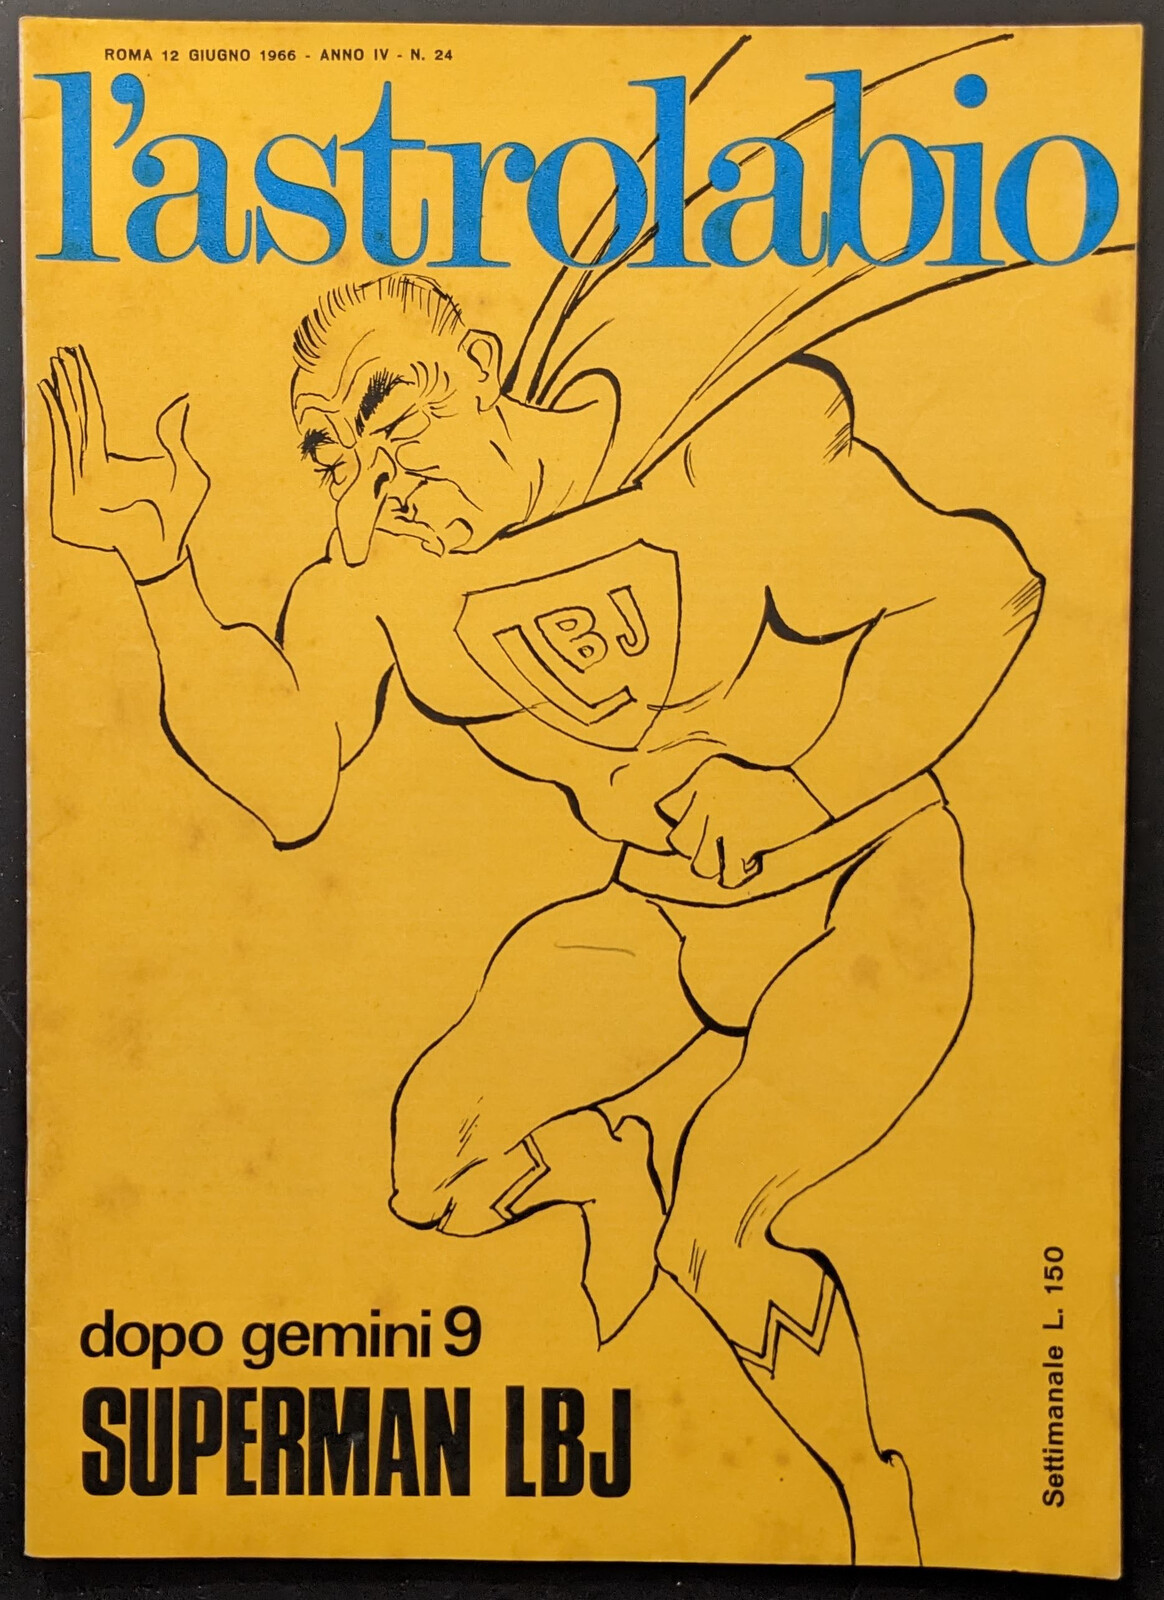 ROMA 12 GIUGNO 1966 - ANNO IV - N. 24
l'astrolabio
LBJ
dopo gemini 9
SUPERMAN LBJ
Settimanale L. 150